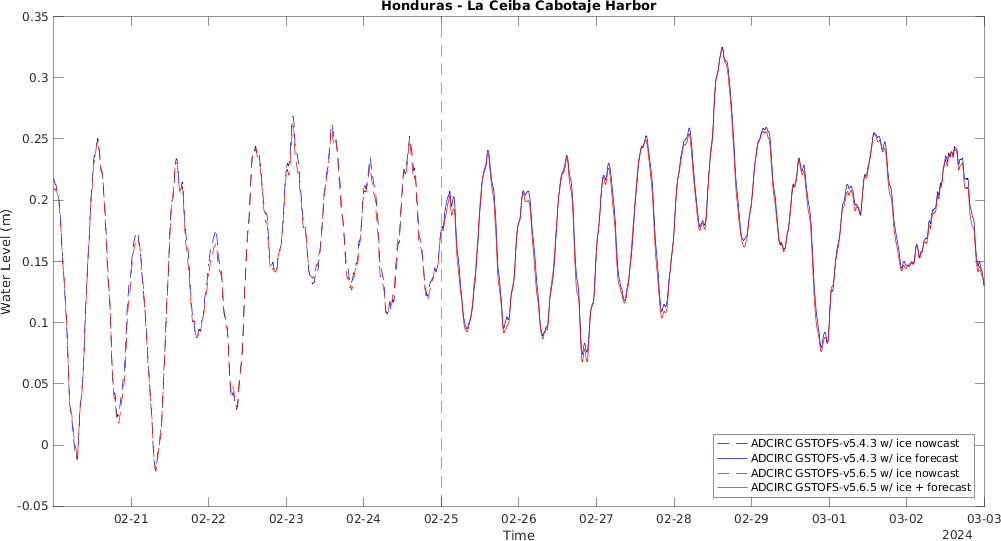 Honduras - La Ceiba Cabotaje Harbor
0.35
0.3
0.25
0.2
0.15
0.1
0.05
0
-0.05
Water Level (m)
ADCIRC GSTOFS-v5.4.3 w/ ice nowcast
ADCIRC GSTOFS-v5.4.3 w/ ice forecast
ADCIRC GSTOFS-v5.6.5 w/ ice nowcast
ADCIRC GSTOFS-v5.6.5 w/ ice + forecast
02-21 02-22 02-23 02-24 02-25 02-26 02-27 02-28 02-29 03-01 03-02 03-03
Time
2024